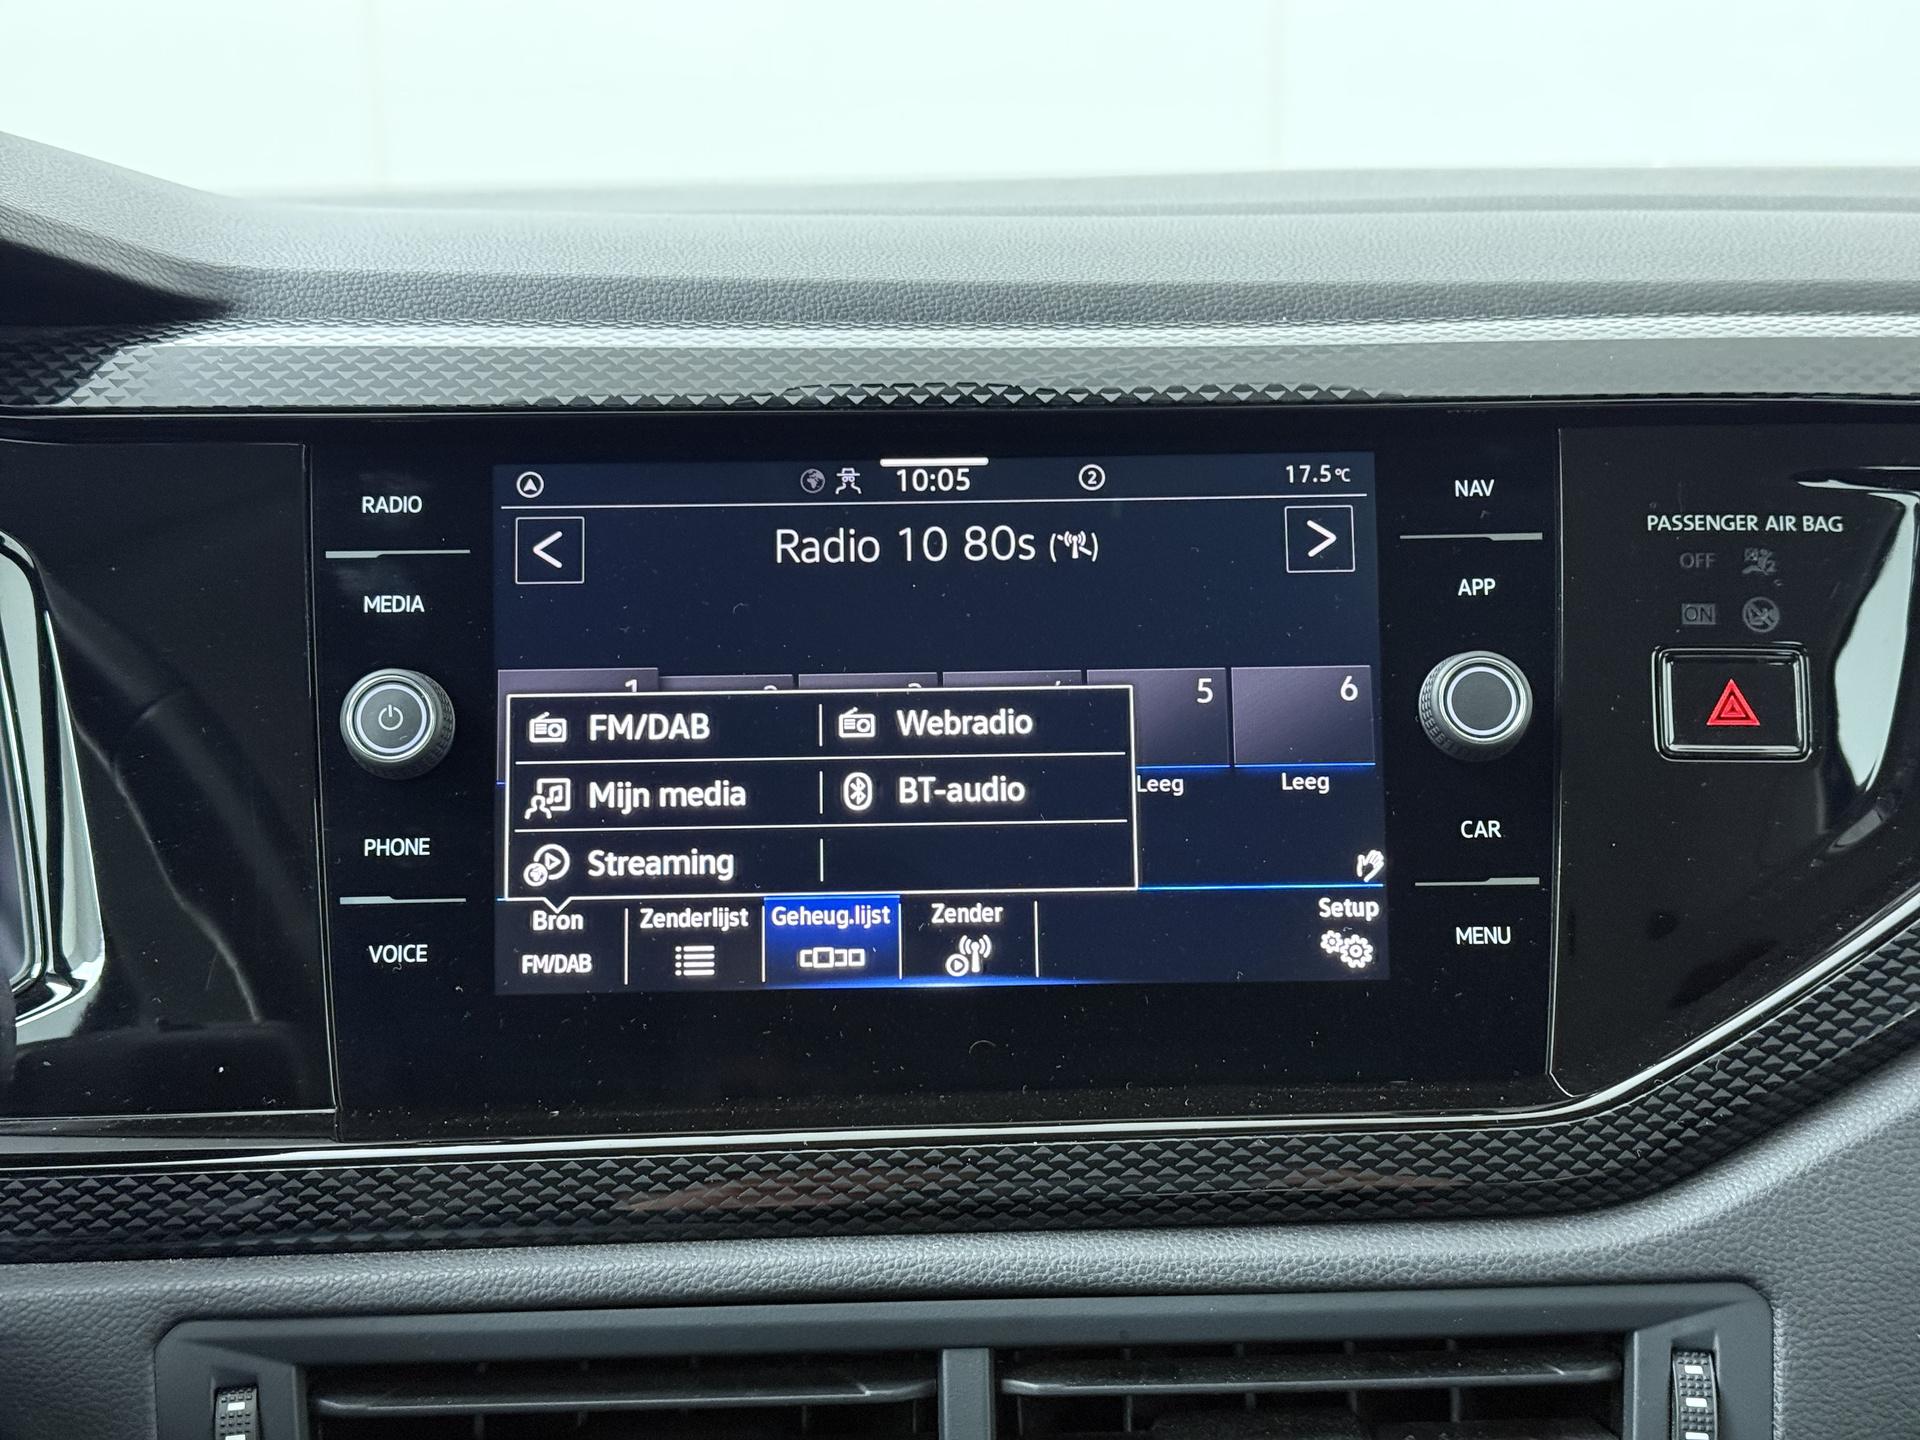 RADIO
MEDIA
PHONE
VOICE
10:05
2
17.5°C
<
Radio 10 80s
>
1
5
6
FM/DAB
Webradio
Mijn media
BT-audio
Streaming
Leeg
Leeg
Bron
FM/DAB
Zenderlijst
Geheug.lijst
Zender
Setup
NAV
APP
CAR
MENU
PASSENGER AIR BAG
OFF
ON